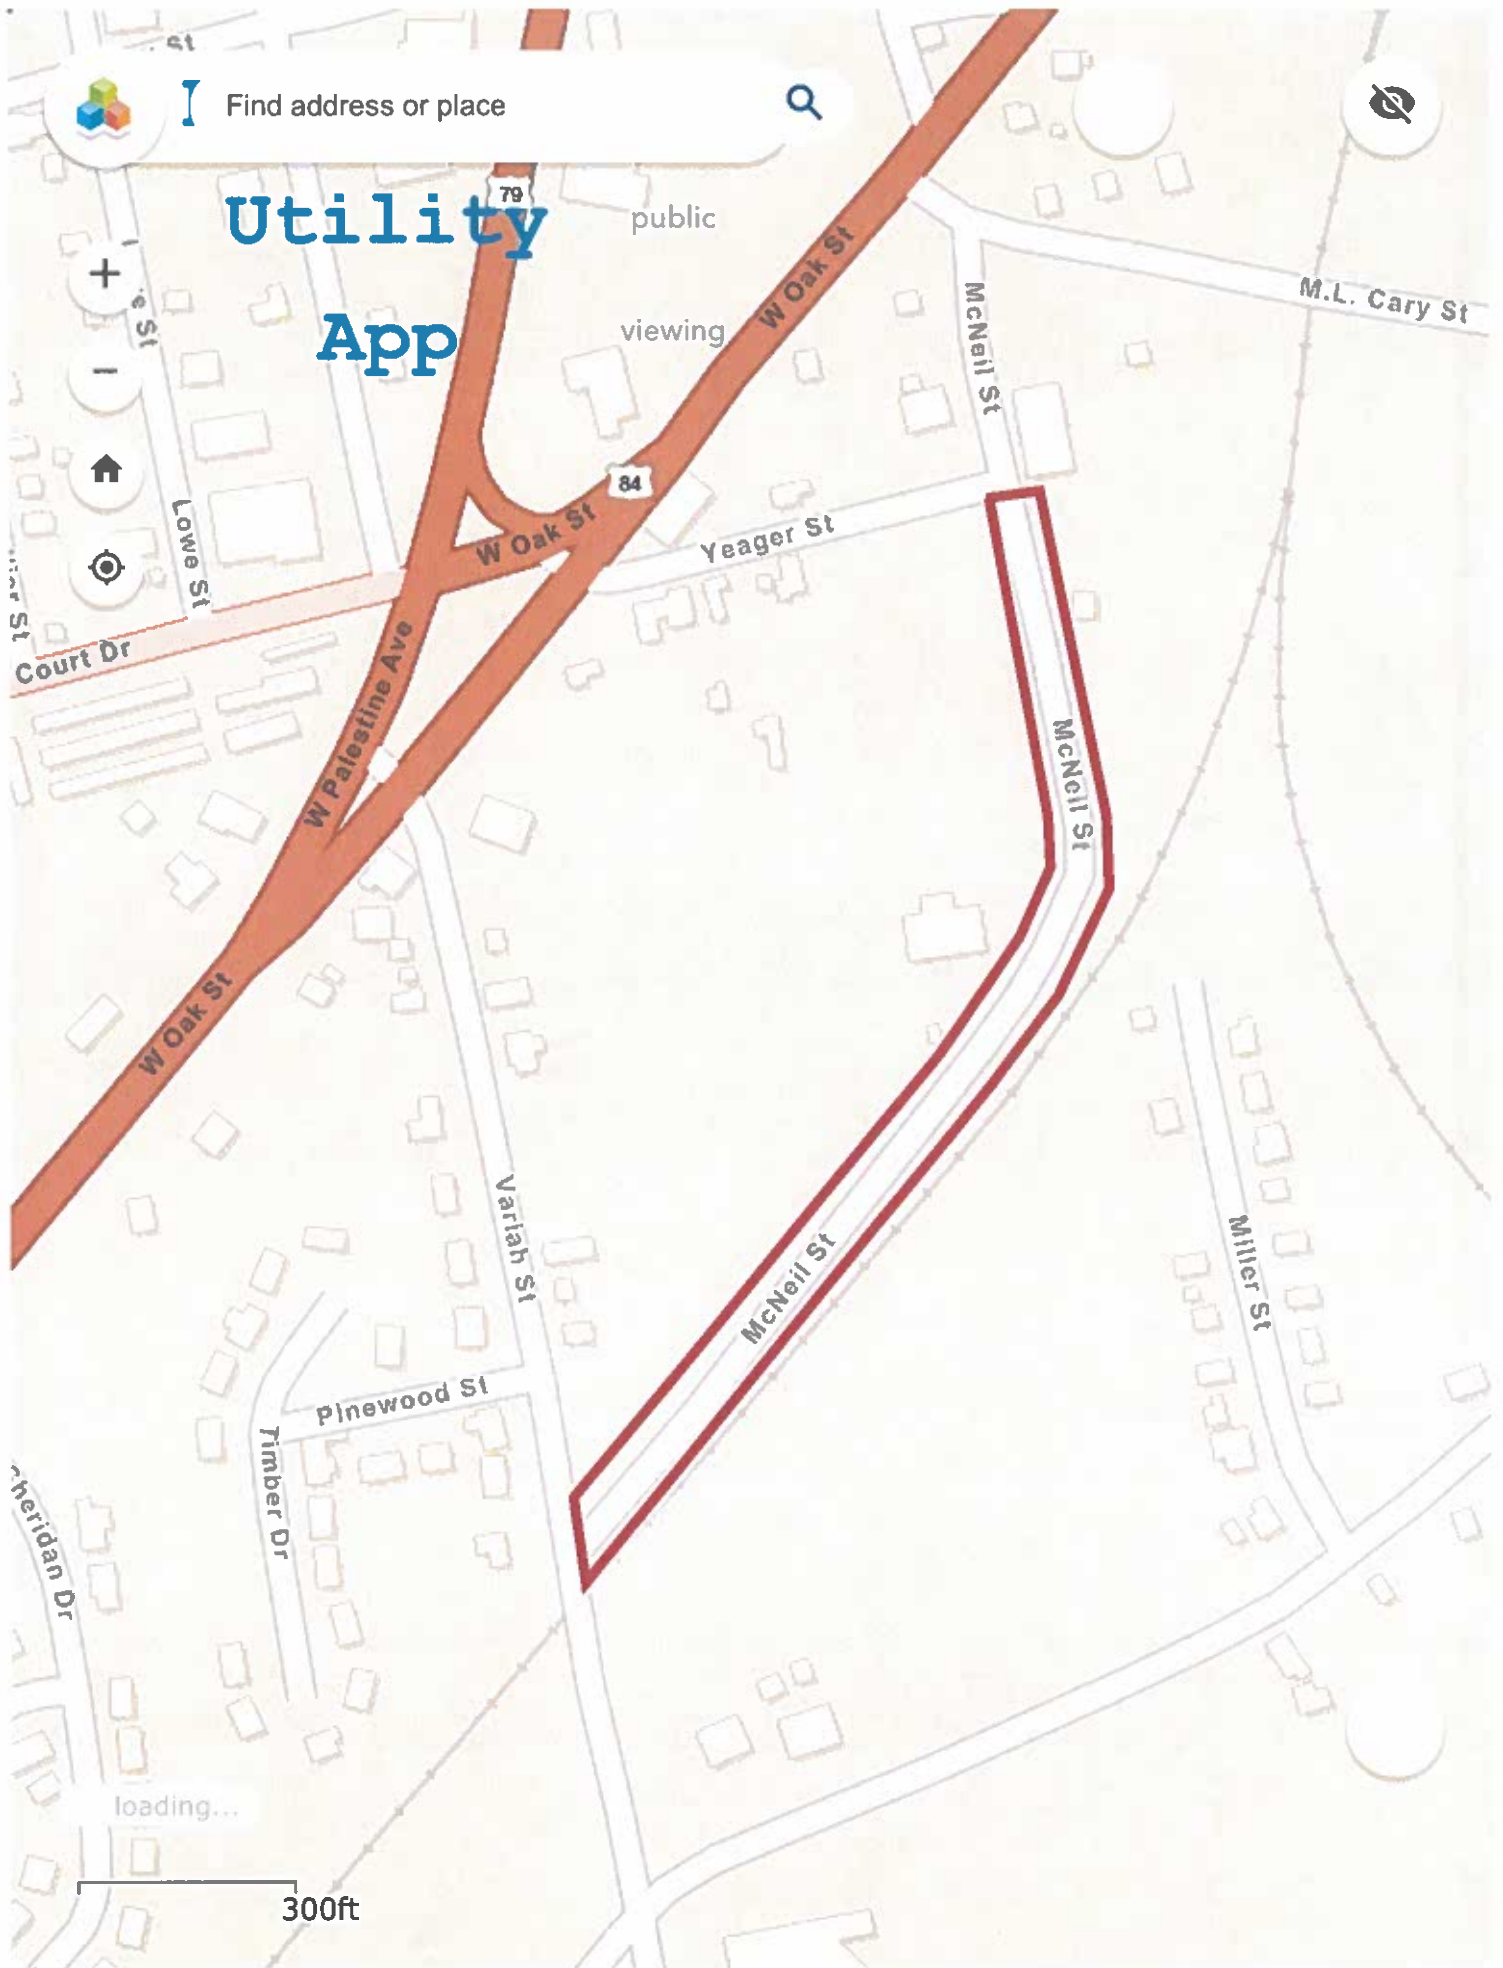 St
Find address or place
79
Utility
public
W Oak St
App
viewing
McNeil St
M.L. Cary St
84
W Oak St
Yeager St
Lowe St
Court Dr
W Palestine Ave
McNeil St
W Oak St
Variah St
McNeil St
Miller St
Pinewood St
Timber Dr
Sheridan Dr
loading...
300ft